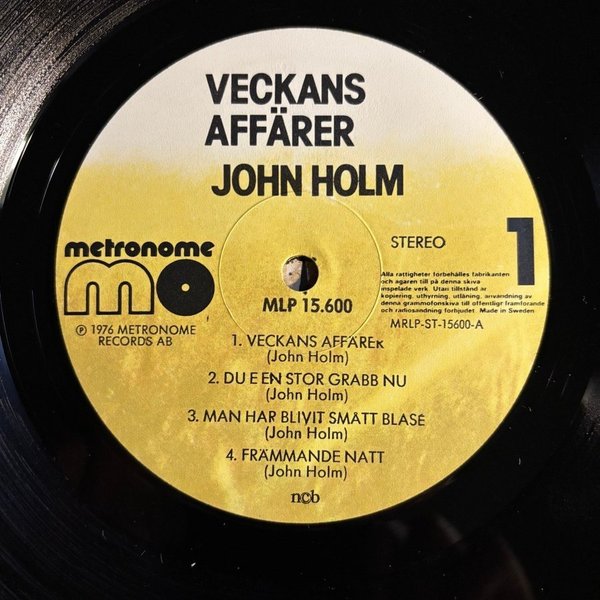 VECKANS
AFFÄRER
JOHN HOLM
metronome
mo
℗ 1976 METRONOME
RECORDS AB
STEREO
1
Alla rättigheter förbehålles fabrikanten
och ägaren till på denna skiva
inspelade verk. Utan tillstånd är
kopiering, uthyrning, utlåning, användning av
denna grammofonskiva till offentligt framförande
och radiosändning förbjudet. Made in Sweden
MRLP-ST-15600-A
MLP 15.600
1. VECKANS AFFÄRER
(John Holm)
2. DU E EN STOR GRABB NU
(John Holm)
3. MAN HAR BLIVIT SMÅTT BLASÉ
(John Holm)
4. FRÄMMANDE NATT
(John Holm)
ncb